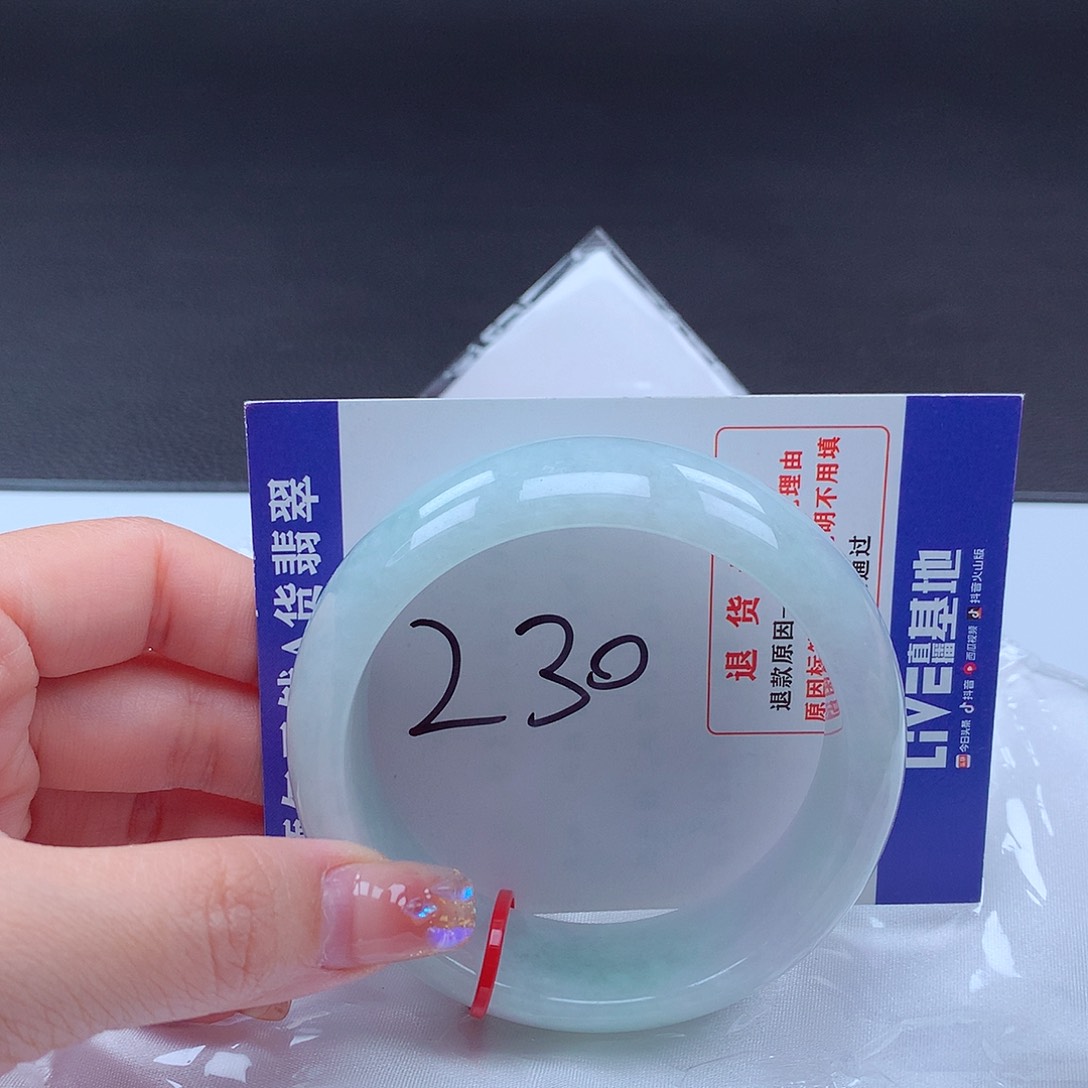 货翡翠
230
理由
明不用填
通过
退 货
退款原因
原因标
LiVE直播基地
今日头条 抖音 西瓜视频 抖音火山版